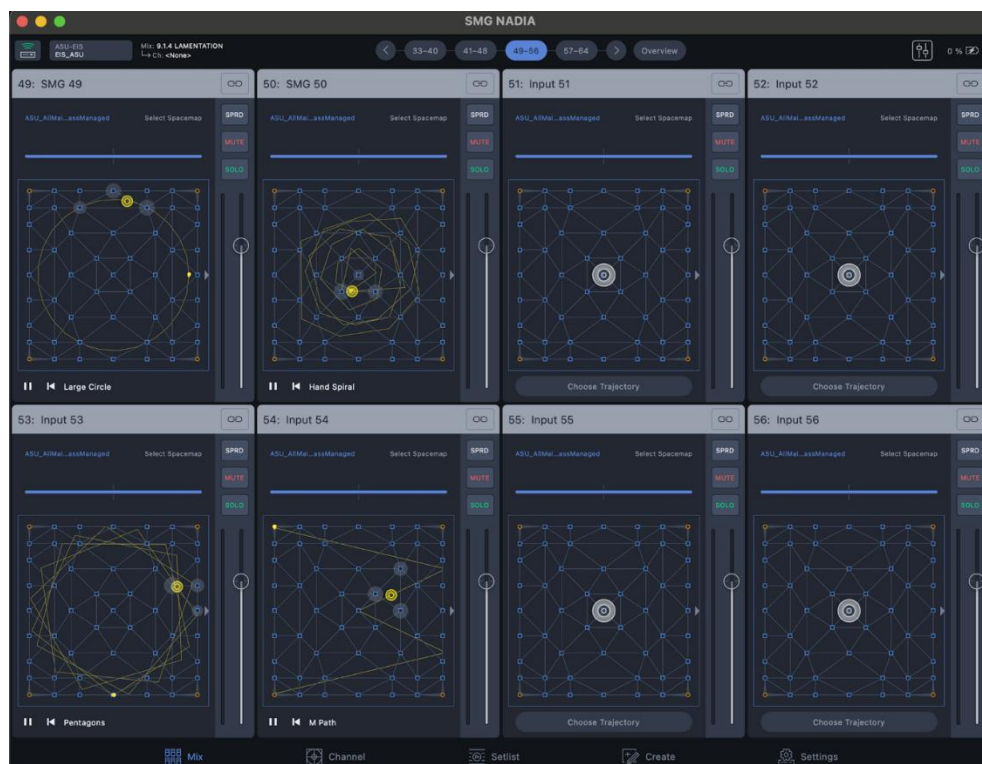 SMG NADIA
ASU-EIS
EIS_ASU
Mix: 9.1.4 LAMENTATION
Ch: <None>
33-40 41-48 49-56 57-64 Overview
0 %
49: SMG 49
ASU_AllMai...assManaged Select Spacemap
SPRD
MUTE
SOLO
Large Circle
50: SMG 50
ASU_AllMai...assManaged Select Spacemap
SPRD
MUTE
SOLO
Hand Spiral
51: Input 51
ASU_AllMai...assManaged Select Spacemap
SPRD
MUTE
SOLO
Choose Trajectory
52: Input 52
ASU_AllMai...assManaged Select Spacemap
SPRD
MUTE
SOLO
Choose Trajectory
53: Input 53
ASU_AllMai...assManaged Select Spacemap
SPRD
MUTE
SOLO
Pentagons
54: Input 54
ASU_AllMai...assManaged Select Spacemap
SPRD
MUTE
SOLO
M Path
55: Input 55
ASU_AllMai...assManaged Select Spacemap
SPRD
MUTE
SOLO
Choose Trajectory
56: Input 56
ASU_AllMai...assManaged Select Spacemap
SPRD
MUTE
SOLO
Choose Trajectory
Mix Channel Setlist Create Settings